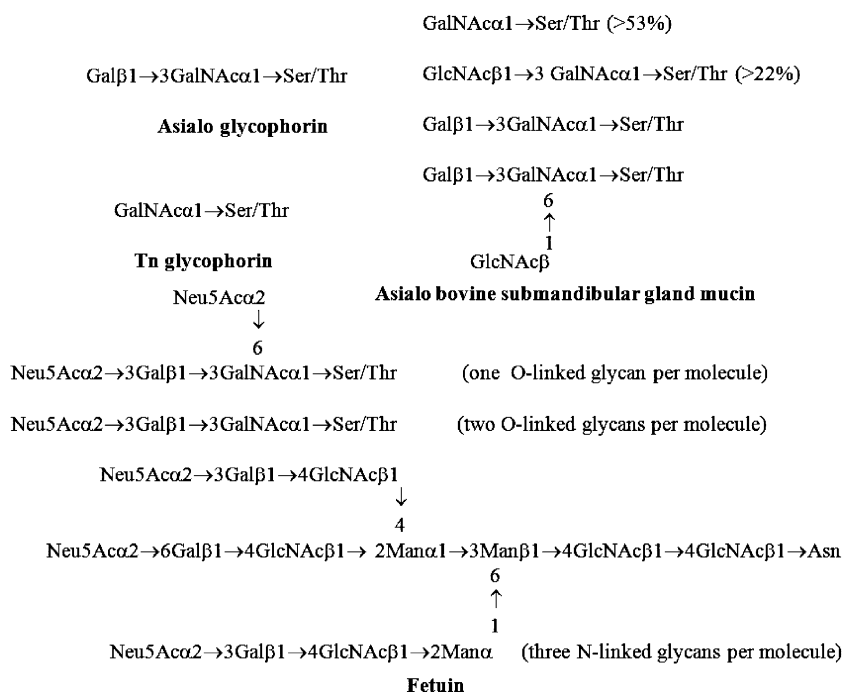 GalNAcα1→Ser/Thr (>53%)
Galβ1→3GalNAcα1→Ser/Thr
GlcNAcβ1→3 GalNAcα1→Ser/Thr (>22%)
Asialo glycophorin
Galβ1→3GalNAcα1→Ser/Thr
Galβ1→3GalNAcα1→Ser/Thr
6
↑
1
GlcNAcβ
Asialo bovine submandibular gland mucin
GalNAcα1→Ser/Thr
Tn glycophorin
Neu5Acα2
↓
6
Neu5Acα2→3Galβ1→3GalNAcα1→Ser/Thr (one O-linked glycan per molecule)
Neu5Acα2→3Galβ1→3GalNAcα1→Ser/Thr (two O-linked glycans per molecule)
Neu5Acα2→3Galβ1→4GlcNAcβ1
↓
4
Neu5Acα2→6Galβ1→4GlcNAcβ1→ 2Manα1→3Manβ1→4GlcNAcβ1→4GlcNAcβ1→Asn
6
↑
1
Neu5Acα2→3Galβ1→4GlcNAcβ1→2Manα (three N-linked glycans per molecule)
Fetuin